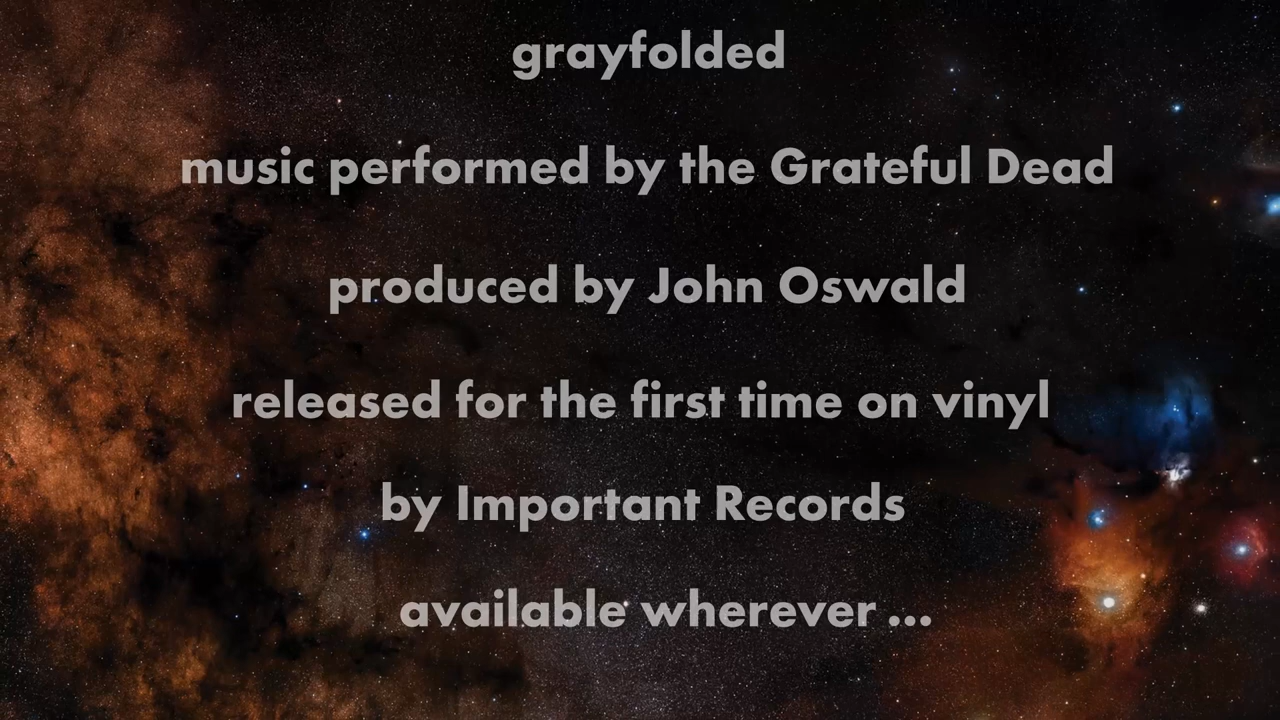 grayfolded
music performed by the Grateful Dead
produced by John Oswald
released for the first time on vinyl
by Important Records
available wherever ...